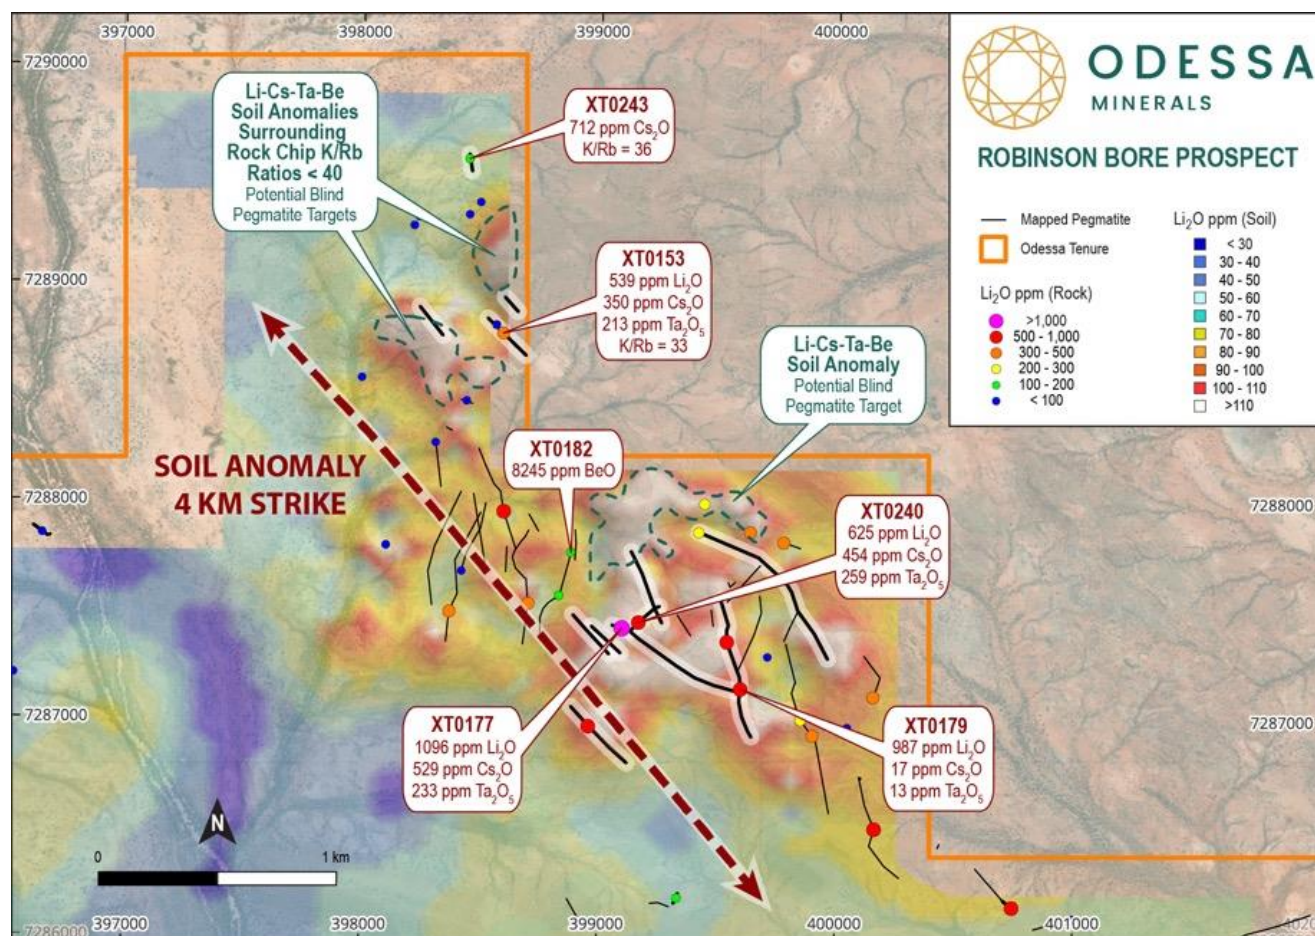 397000
398000
399000
400000
7290000
7289000
7288000
7287000
7286000
ODESSA
MINERALS
ROBINSON BORE PROSPECT
Mapped Pegmatite
Odessa Tenure
Li₂O ppm (Rock)
>1,000
500 - 1,000
300 - 500
200 - 300
100 - 200
< 100
Li₂O ppm (Soil)
< 30
30 - 40
40 - 50
50 - 60
60 - 70
70 - 80
80 - 90
90 - 100
100 - 110
>110
Li-Cs-Ta-Be
Soil Anomalies
Surrounding
Rock Chip K/Rb
Ratios < 40
Potential Blind
Pegmatite Targets
XT0243
712 ppm Cs₂O
K/Rb = 36
XT0153
539 ppm Li₂O
350 ppm Cs₂O
213 ppm Ta₂O₅
K/Rb = 33
Li-Cs-Ta-Be
Soil Anomaly
Potential Blind
Pegmatite Target
XT0182
8245 ppm BeO
SOIL ANOMALY
4 KM STRIKE
XT0240
625 ppm Li₂O
454 ppm Cs₂O
259 ppm Ta₂O₅
7288000
7287000
XT0177
1096 ppm Li₂O
529 ppm Cs₂O
233 ppm Ta₂O₅
XT0179
987 ppm Li₂O
17 ppm Cs₂O
13 ppm Ta₂O₅
N
0
1 km
397000
398000
399000
400000
401000